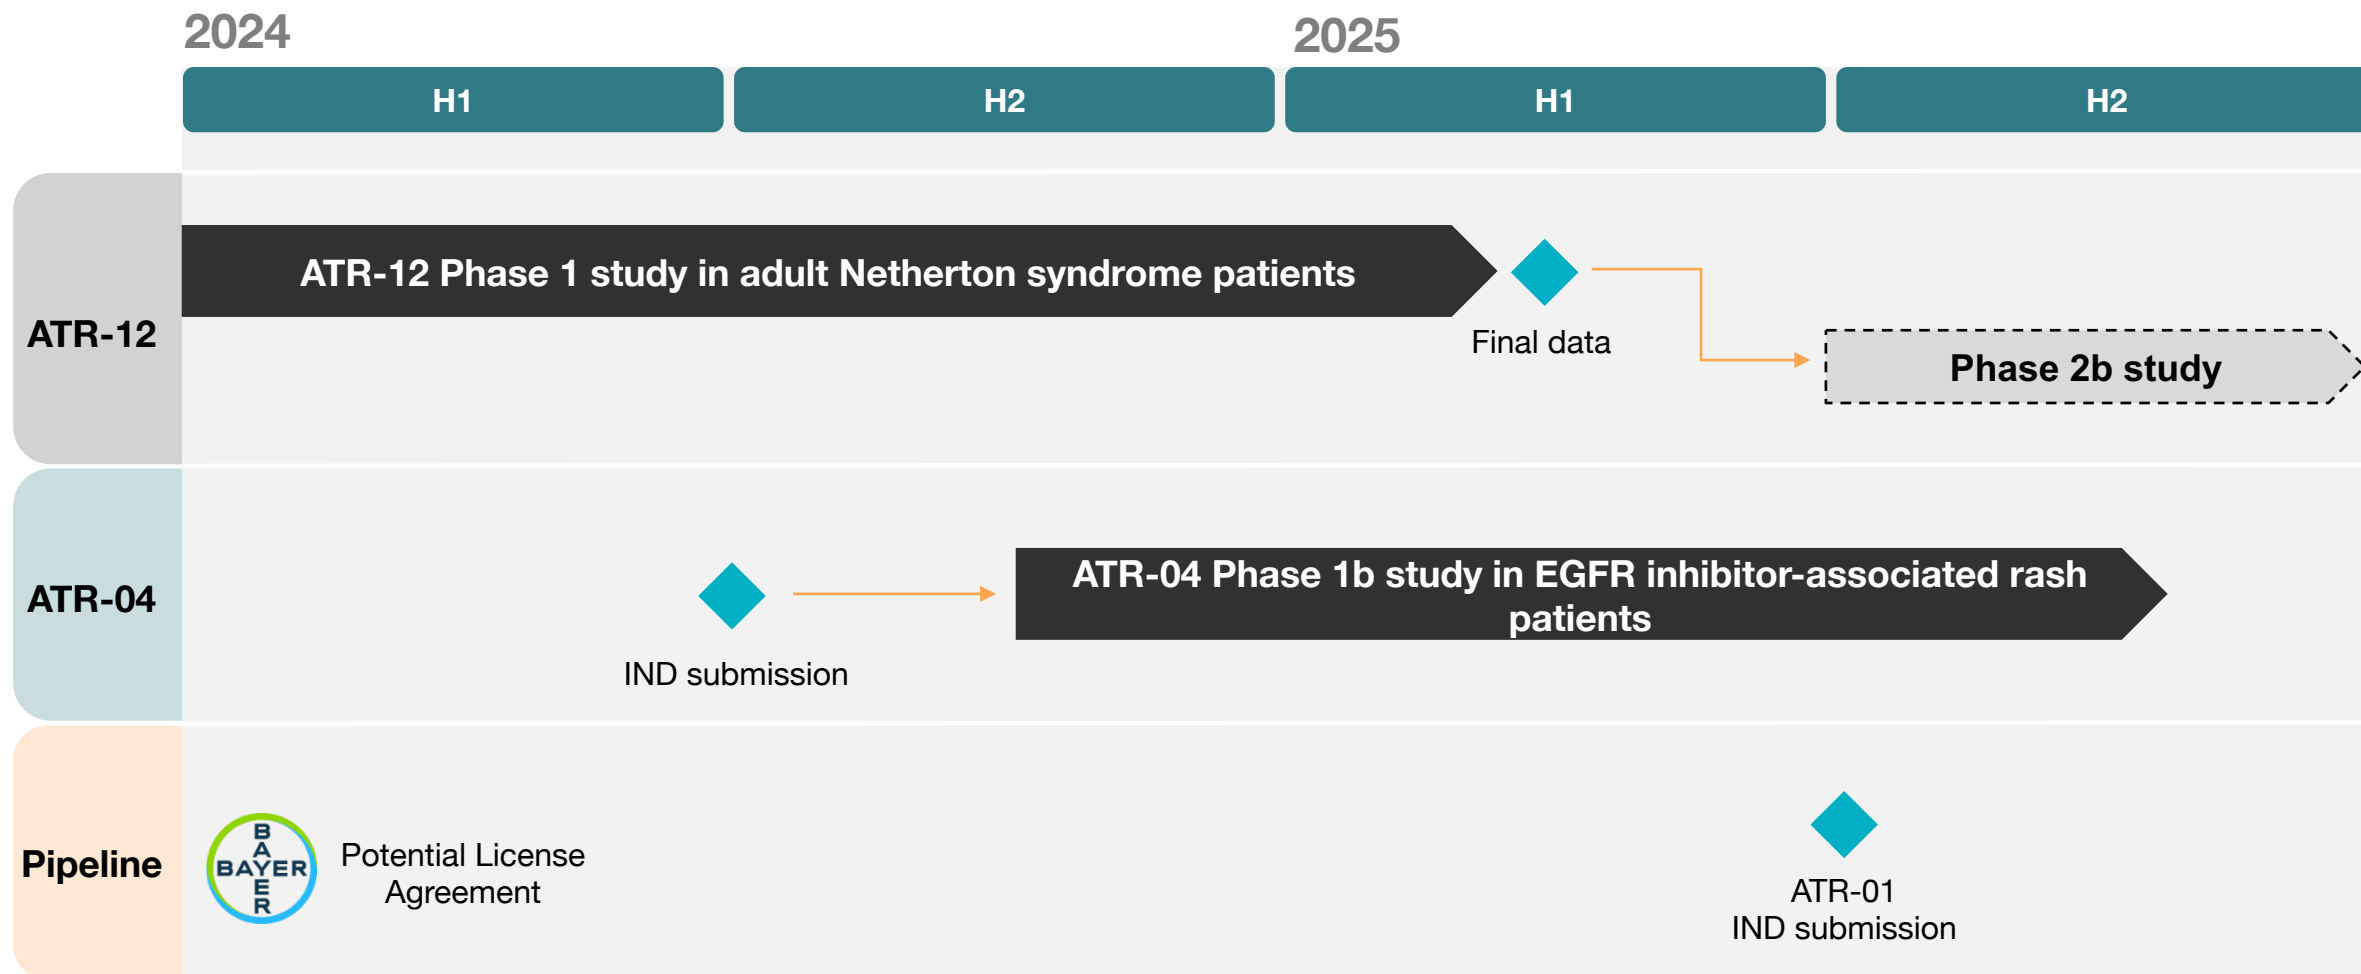 2024
2025
H1
H2
H1
H2
ATR-12
ATR-12 Phase 1 study in adult Netherton syndrome patients
Final data
Phase 2b study
ATR-04
IND submission
ATR-04 Phase 1b study in EGFR inhibitor-associated rash
patients
Pipeline
BAYER
BAYER
Potential License
Agreement
ATR-01
IND submission